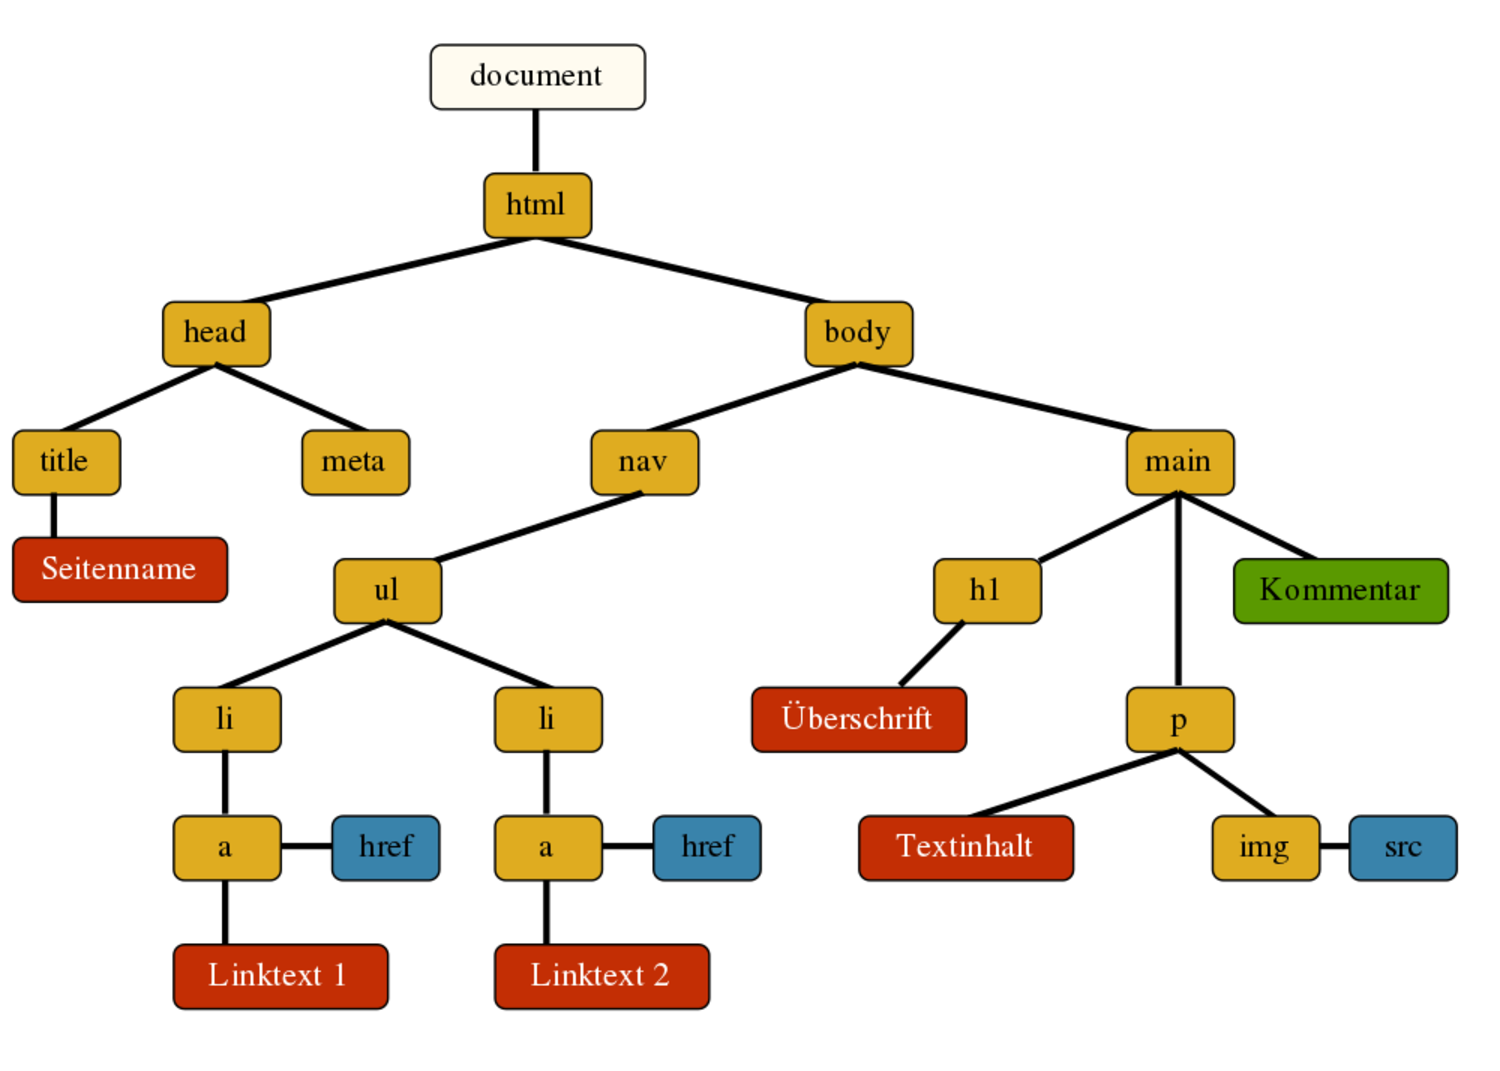 document
html
head
body
title
meta
nav
main
Seitenname
ul
h1
Kommentar
li
li
Überschrift
p
a
href
a
href
Textinhalt
img
src
Linktext 1
Linktext 2